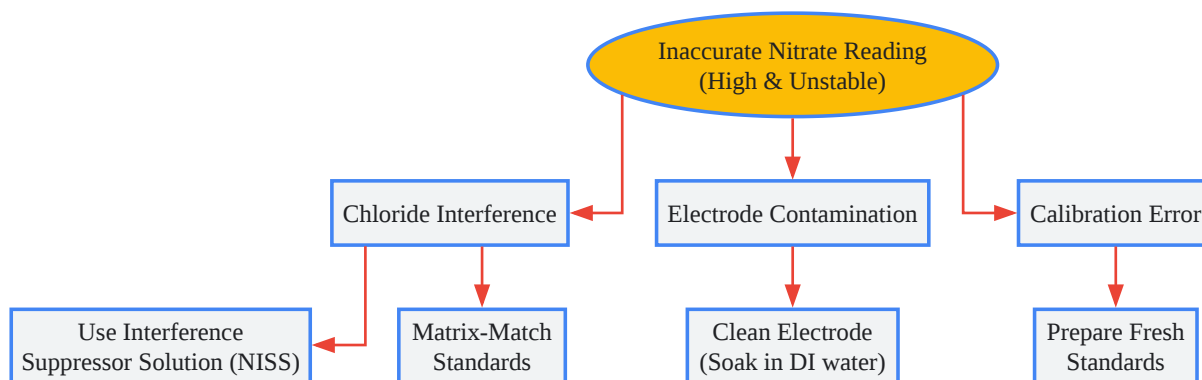 Inaccurate Nitrate Reading
(High & Unstable)
Chloride Interference
Electrode Contamination
Calibration Error
Use Interference
Suppressor Solution (NISS)
Matrix-Match
Standards
Clean Electrode
(Soak in DI water)
Prepare Fresh
Standards